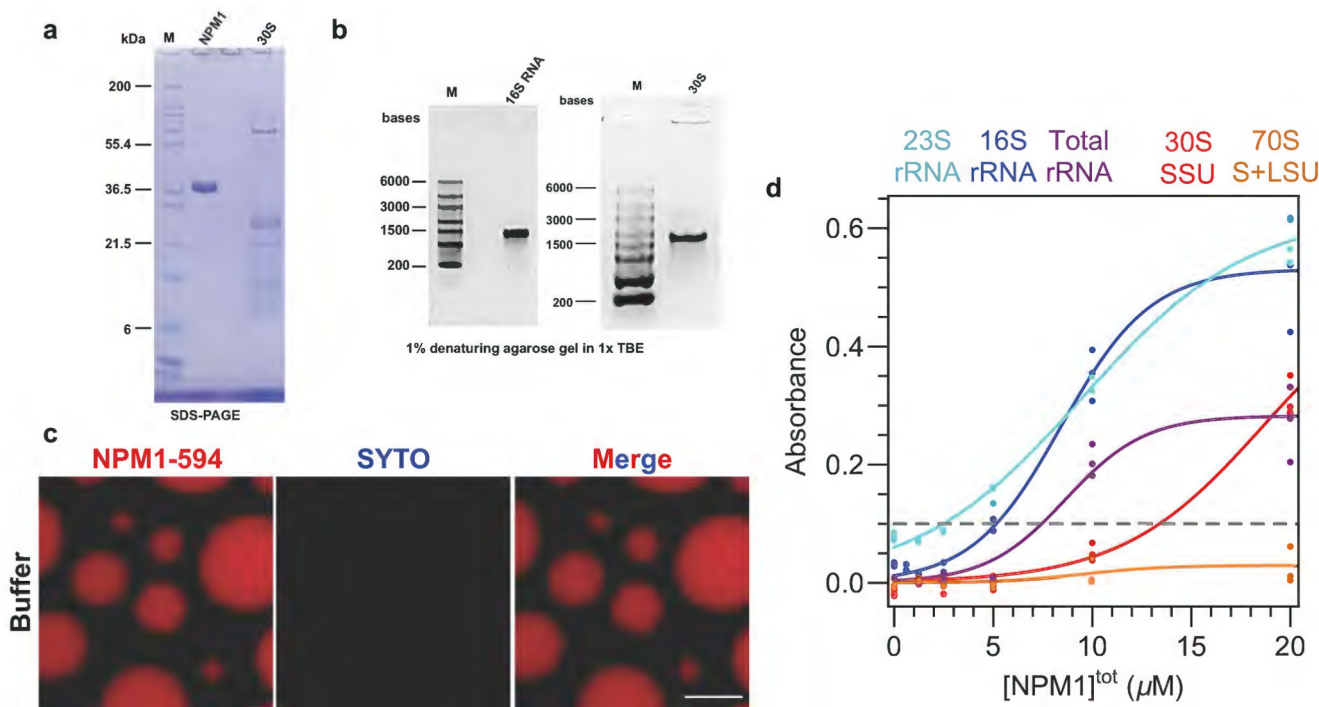 a
kDa
M
NPM1
30S
200
55.4
36.5
21.5
6
SDS-PAGE
b
M
16S RNA
bases
6000
3000
1500
200
M
30S
bases
6000
3000
1500
200
1% denaturing agarose gel in 1x TBE
c
NPM1-594
SYTO
Merge
Buffer
d
23S 16S Total 30S 70S
rRNA rRNA rRNA SSU S+LSU
Absorbance
0.6
0.4
0.2
0.0
0 5 10 15 20
[NPM1]tot (µM)